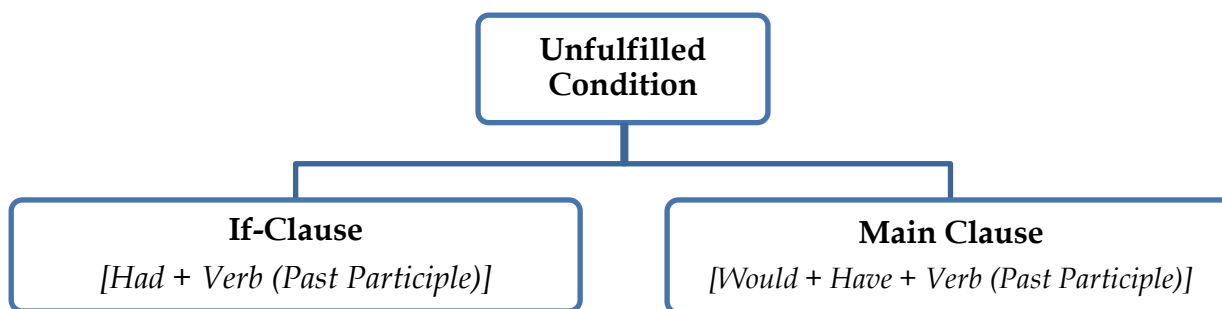 Unfulfilled
Condition
If-Clause
[Had + Verb (Past Participle)]
Main Clause
[Would + Have + Verb (Past Participle)]